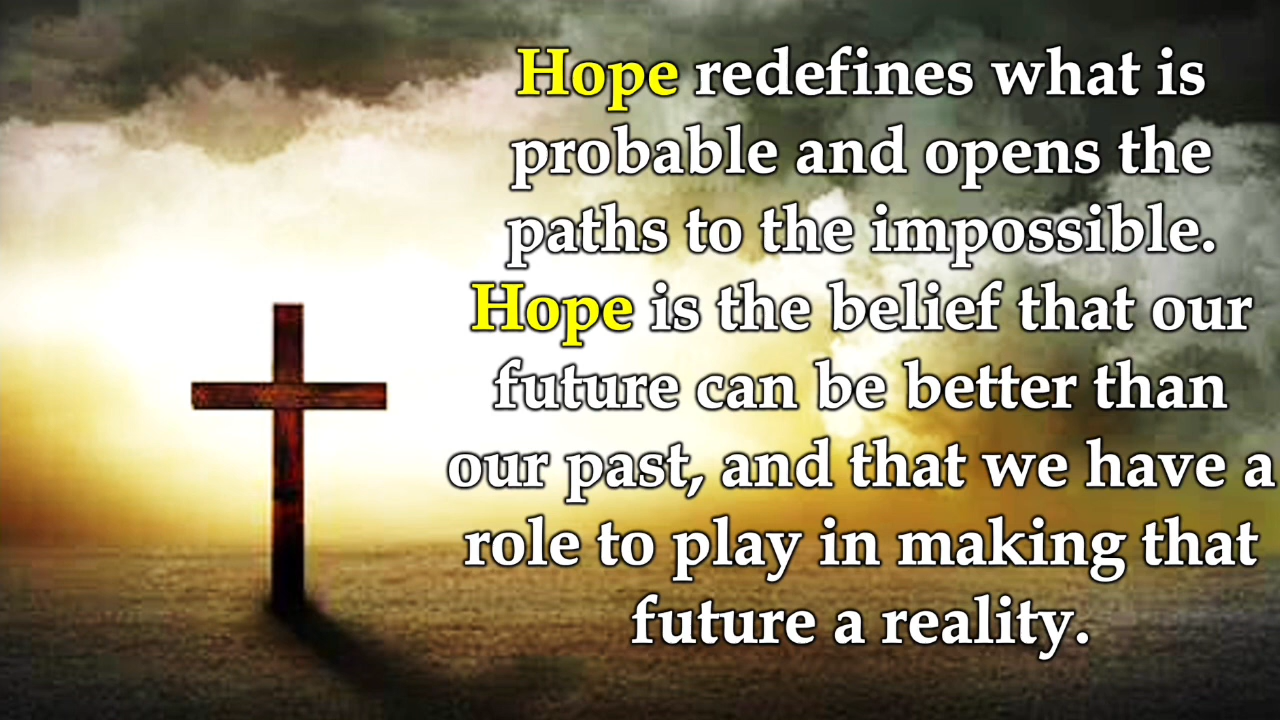 Hope redefines what is
probable and opens the
paths to the impossible.
Hope is the belief that our
future can be better than
our past, and that we have a
role to play in making that
future a reality.